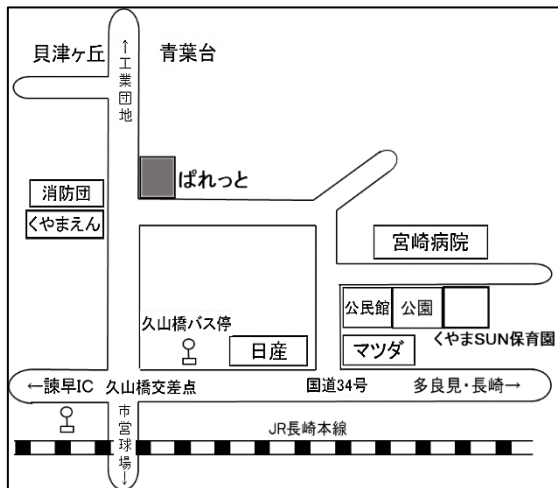 貝津ヶ丘
青葉台
←工業団地
ぱれっと
消防団
くやまえん
宮崎病院
公民館
公園
くやまSUN保育園
久山橋バス停
日産
マツダ
←諫早IC
久山橋交差点
国道34号
多良見・長崎→
市営球場→
JR長崎本線